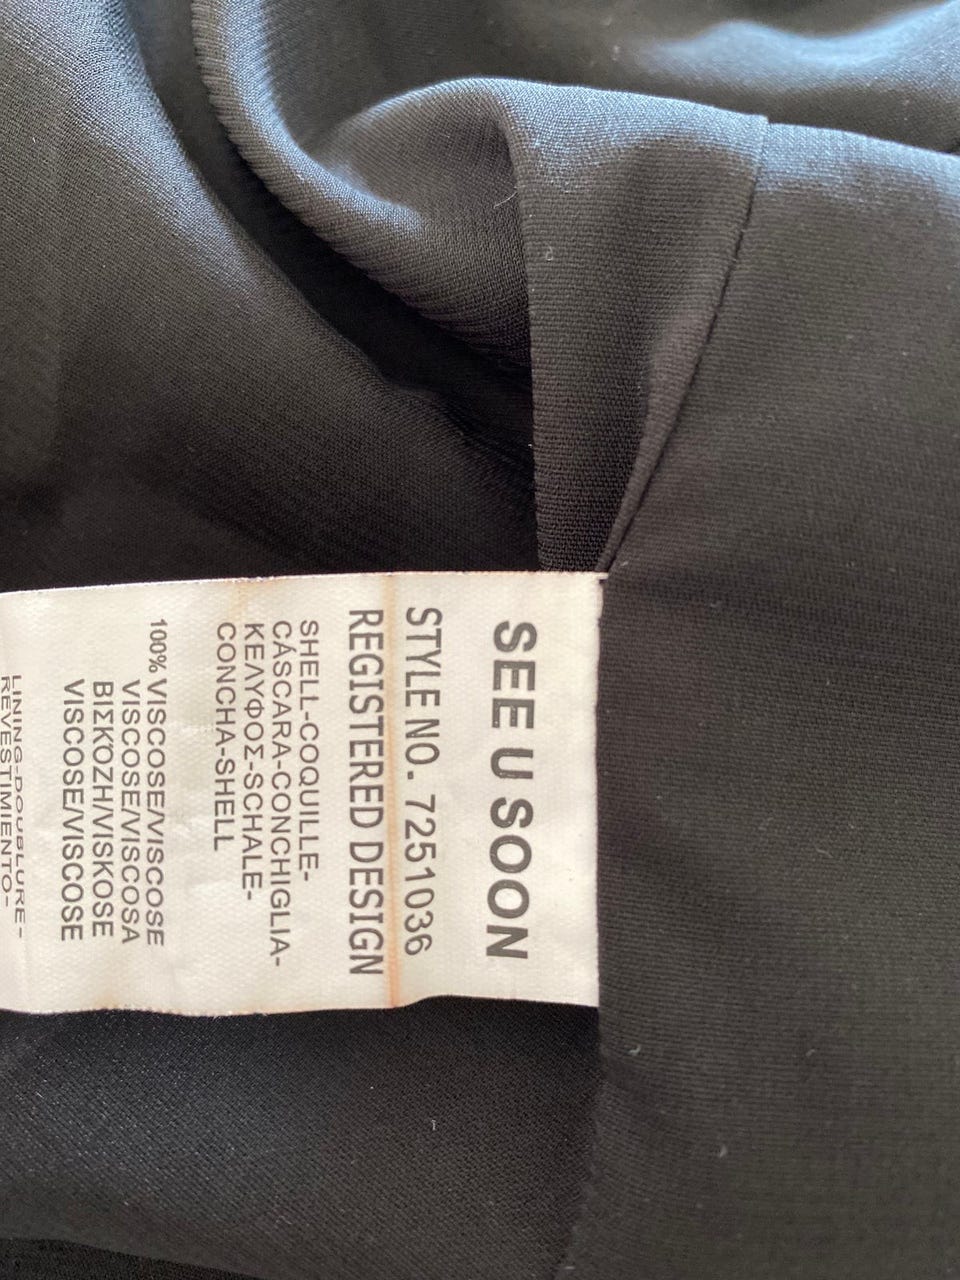 SEE U SOON
STYLE NO. 7251036
REGISTERED DESIGN
SHELL-COQUILLE-
CÁSCARA-CONCHIGLIA-
ΚΕΛΥΦΟΣ-SCHALE-
CONCHA-SHELL
100% VISCOSE/VISCOSE
VISCOSE/VISCOSA
ΒΙΣΚΌΖΗ/VISKOSE
VISCOSE/VISCOSE
LINING-DOUBLURE-
REVESTIMIENTO-